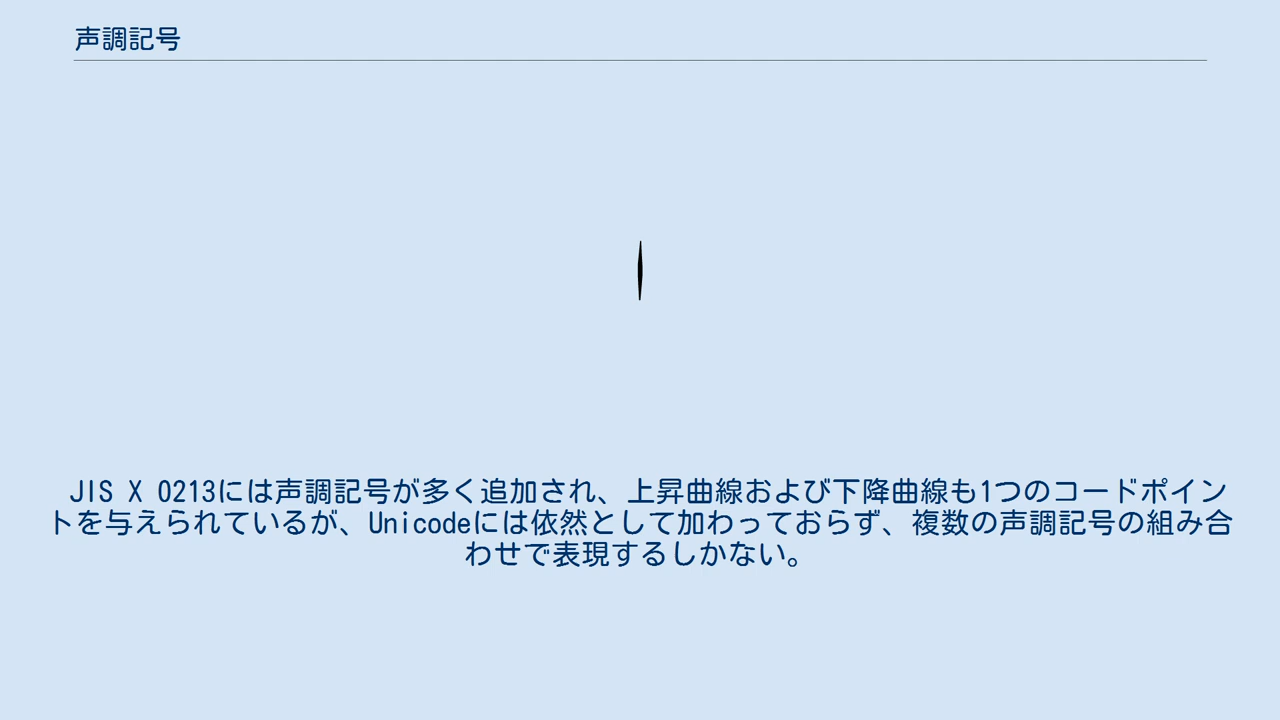 声調記号
JIS X 0213には声調記号が多く追加され、上昇曲線および下降曲線も1つのコードポイン
トを与えられているが、Unicodeには依然として加わっておらず、複数の声調記号の組み合
わせで表現するしかない。